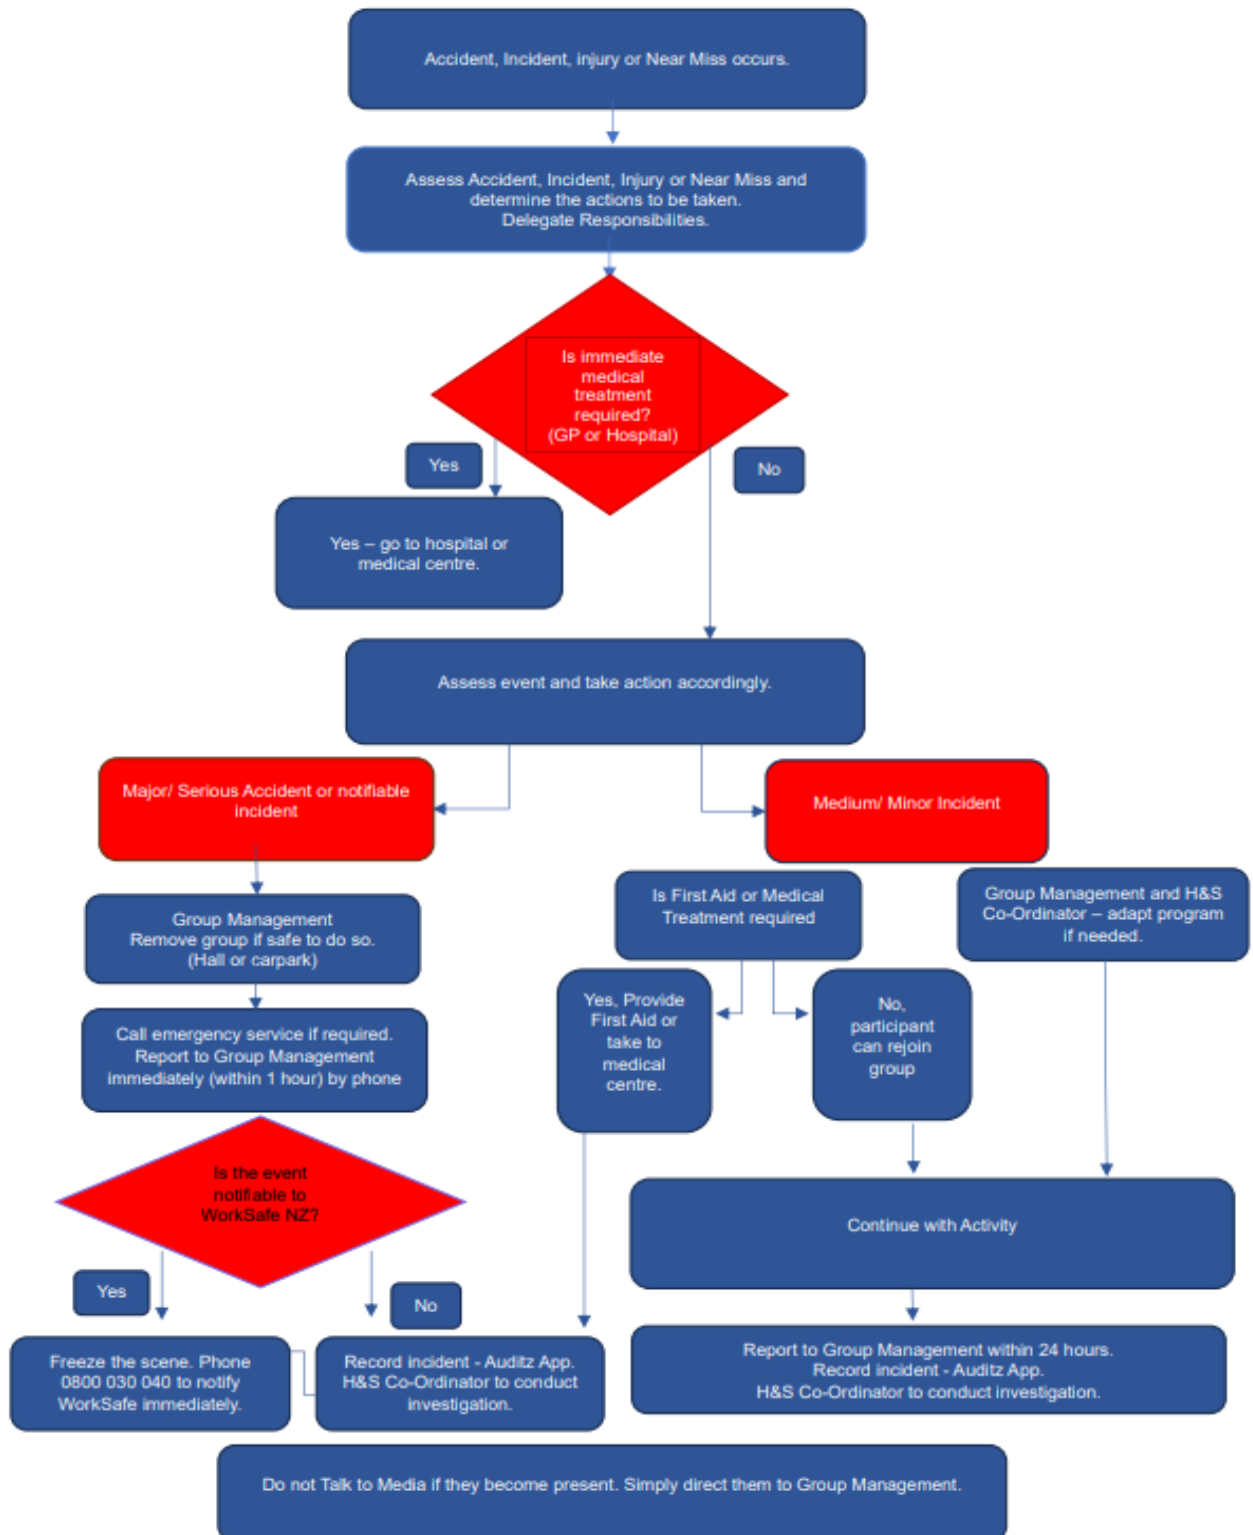 Accident, Incident, injury or Near Miss occurs.
Assess Accident, Incident, Injury or Near Miss and
determine the actions to be taken.
Delegate Responsibilities.
Is immediate
medical
treatment
required?
(GP or Hospital)
Yes
No
Yes – go to hospital or
medical centre.
Assess event and take action accordingly.
Major/ Serious Accident or notifiable
incident
Medium/ Minor Incident
Group Management
Remove group if safe to do so.
(Hall or carpark)
Is First Aid or Medical
Treatment required
Group Management and H&S
Co-Ordinator – adapt program
if needed.
Call emergency service if required.
Report to Group Management
immediately (within 1 hour) by phone
Yes, Provide
First Aid or
take to
medical
centre.
No,
participant
can rejoin
group
Is the event
notifiable to
WorkSafe NZ?
Continue with Activity
Yes
No
Freeze the scene. Phone
0800 030 040 to notify
WorkSafe immediately.
Record incident - Auditz App.
H&S Co-Ordinator to conduct
investigation.
Report to Group Management within 24 hours.
Record incident - Auditz App.
H&S Co-Ordinator to conduct investigation.
Do not Talk to Media if they become present. Simply direct them to Group Management.